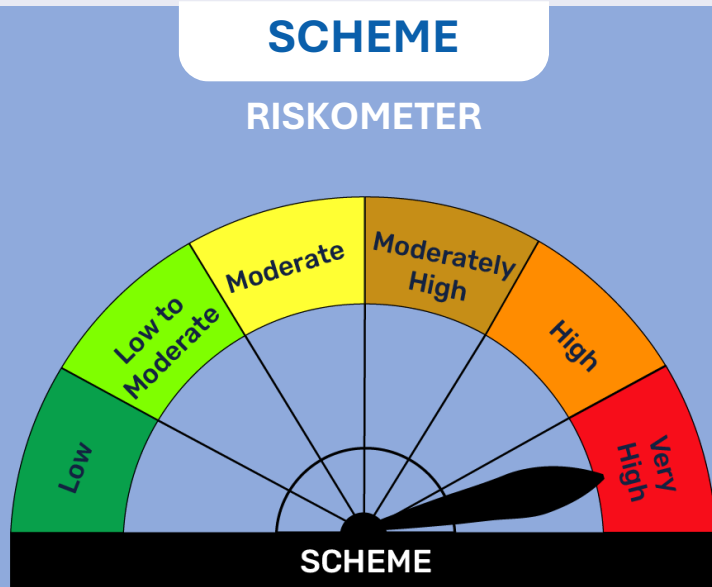 SCHEME
RISKOMETER
Low
Low to
Moderate
Moderate
Moderately
High
High
Very
High
SCHEME